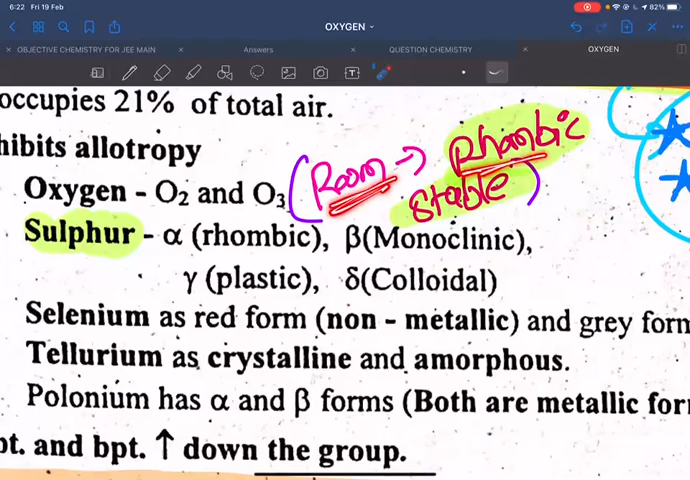 6:22 Fri 19 Feb
82%
OXYGEN
OBJECTIVE CHEMISTRY FOR JEE MAIN
Answers
QUESTION CHEMISTRY
OXYGEN
occupies 21% of total air.
hibits allotropy
(Room → Rhombic
stable)
Oxygen - O₂ and O₃
Sulphur - α (rhombic), β(Monoclinic),
γ (plastic), δ(Colloidal)
Selenium as red form (non - metallic) and grey form
Tellurium as crystalline and amorphous.
Polonium has α and β forms (Both are metallic for
pt. and bpt. ↑ down the group.